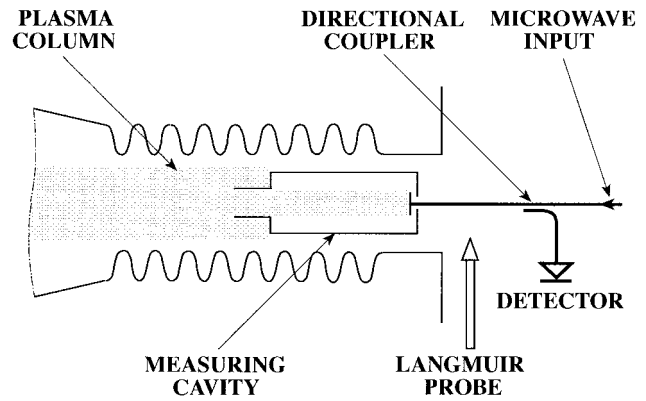 PLASMA
COLUMN
DIRECTIONAL
COUPLER
MICROWAVE
INPUT
DETECTOR
MEASURING
CAVITY
LANGMUIR
PROBE